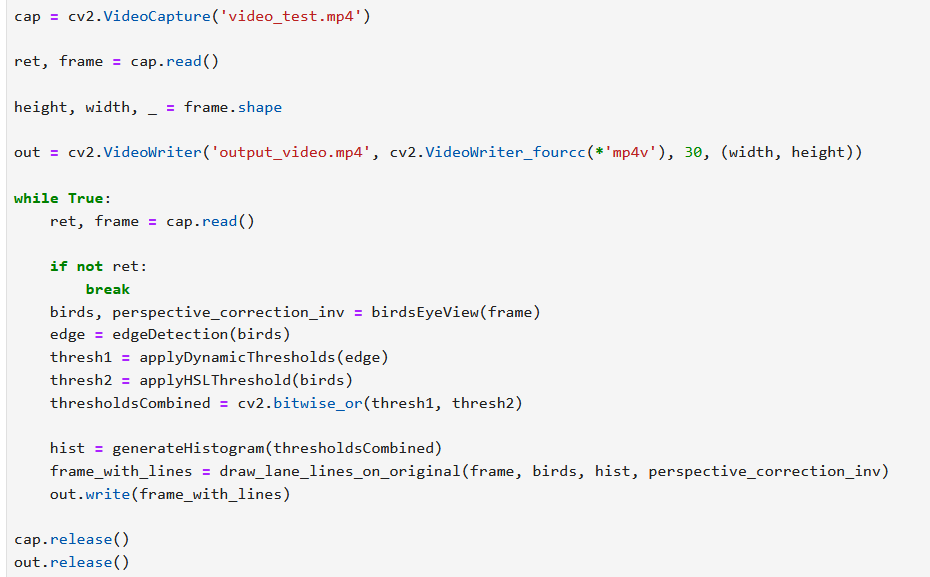 cap = cv2.VideoCapture('video_test.mp4')
ret, frame = cap.read()
height, width, _ = frame.shape
out = cv2.VideoWriter('output_video.mp4', cv2.VideoWriter_fourcc(*'mp4v'), 30, (width, height))
while True:
    ret, frame = cap.read()
    if not ret:
        break
    birds, perspective_correction_inv = birdsEyeView(frame)
    edge = edgeDetection(birds)
    thresh1 = applyDynamicThresholds(edge)
    thresh2 = applyHSLThreshold(birds)
    thresholdsCombined = cv2.bitwise_or(thresh1, thresh2)
    hist = generateHistogram(thresholdsCombined)
    frame_with_lines = draw_lane_lines_on_original(frame, birds, hist, perspective_correction_inv)
    out.write(frame_with_lines)
cap.release()
out.release()